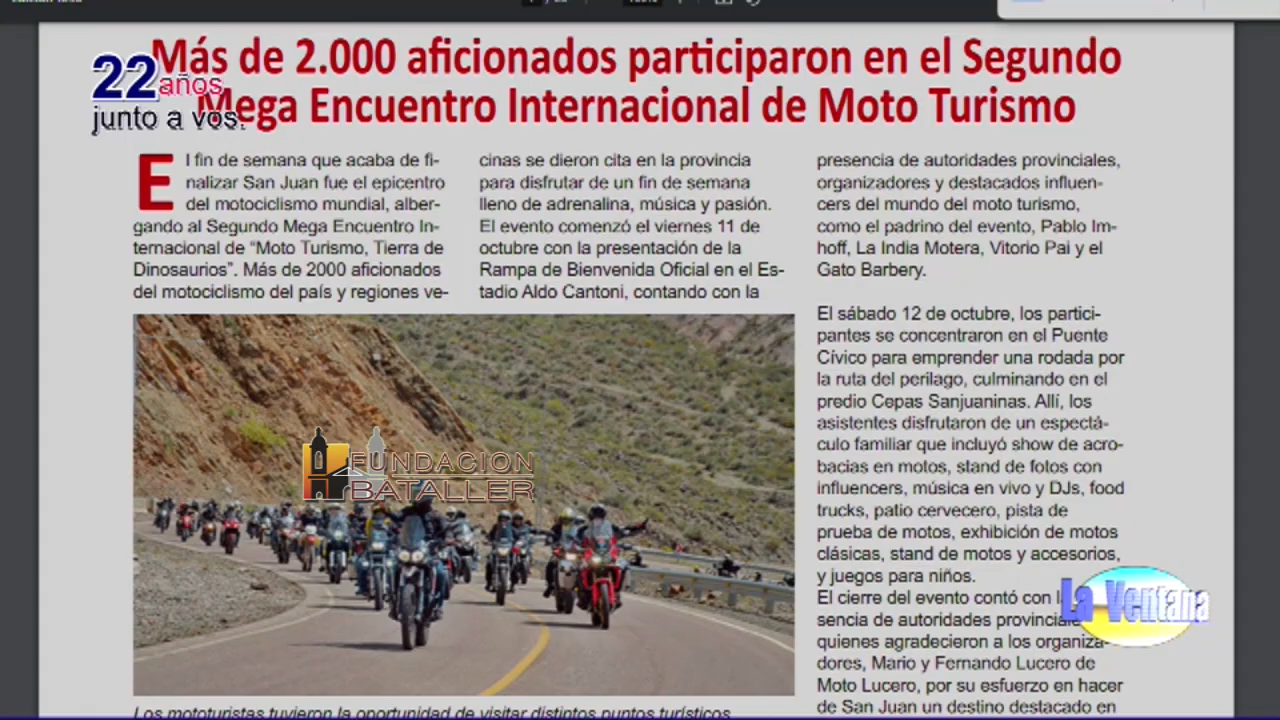 Más de 2.000 aficionados participaron en el Segundo
Mega Encuentro Internacional de Moto Turismo
22 años
junto a vos.
El fin de semana que acaba de fi-
nalizar San Juan fue el epicentro
del motociclismo mundial, alber-
gando al Segundo Mega Encuentro In-
ternacional de “Moto Turismo, Tierra de
Dinosaurios”. Más de 2000 aficionados
del motociclismo del país y regiones ve-
cinas se dieron cita en la provincia
para disfrutar de un fin de semana
lleno de adrenalina, música y pasión.
El evento comenzó el viernes 11 de
octubre con la presentación de la
Rampa de Bienvenida Oficial en el Es-
tadio Aldo Cantoni, contando con la
presencia de autoridades provinciales,
organizadores y destacados influen-
cers del mundo del moto turismo,
como el padrino del evento, Pablo Im-
hoff, La India Motera, Vitorio Pai y el
Gato Barbery.
El sábado 12 de octubre, los partici-
pantes se concentraron en el Puente
Cívico para emprender una rodada por
la ruta del perilago, culminando en el
predio Cepas Sanjuaninas. Allí, los
asistentes disfrutaron de un espectá-
culo familiar que incluyó show de acro-
bacias en motos, stand de fotos con
influencers, música en vivo y DJs, food
trucks, patio cervecero, pista de
prueba de motos, exhibición de motos
clásicas, stand de motos y accesorios,
y juegos para niños.
El cierre del evento contó con
sencia de autoridades
quienes agradecieron a los organiza-
dores, Mario y Fernando Lucero de
Moto Lucero, por su esfuerzo en hacer
de San Juan un destino destacado en
FUNDACION
BATALLER
La Ventana
Los mototuristas tuvieron la oportunidad de visitar distintos puntos turísticos